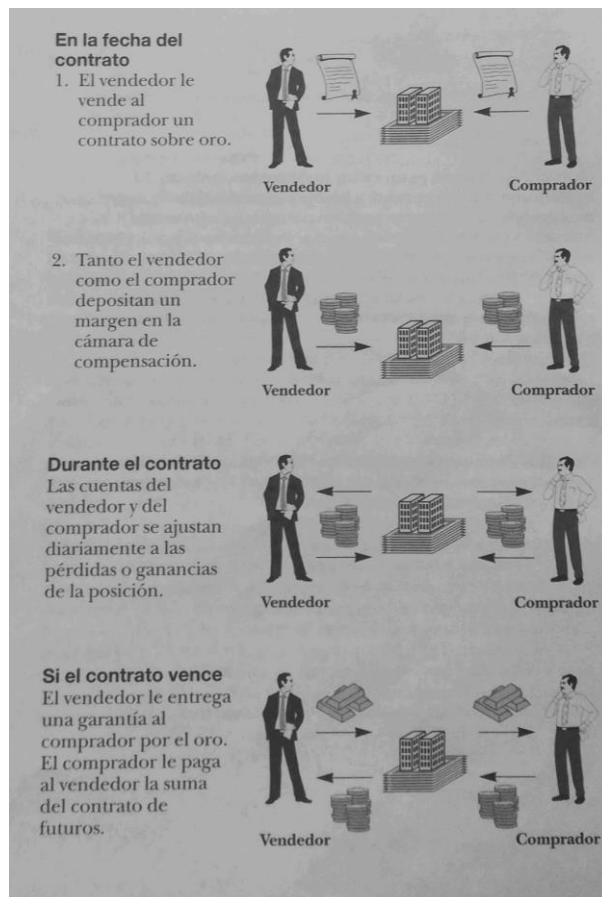 En la fecha del
contrato
1. El vendedor le
vende al
comprador un
contrato sobre oro.
Vendedor
Comprador
2. Tanto el vendedor
como el comprador
depositan un
margen en la
cámara de
compensación.
Vendedor
Comprador
Durante el contrato
Las cuentas del
vendedor y del
comprador se ajustan
diariamente a las
pérdidas o ganancias
de la posición.
Vendedor
Comprador
Si el contrato vence
El vendedor le entrega
una garantía al
comprador por el oro.
El comprador le paga
al vendedor la suma
del contrato de
futuros.
Vendedor
Comprador